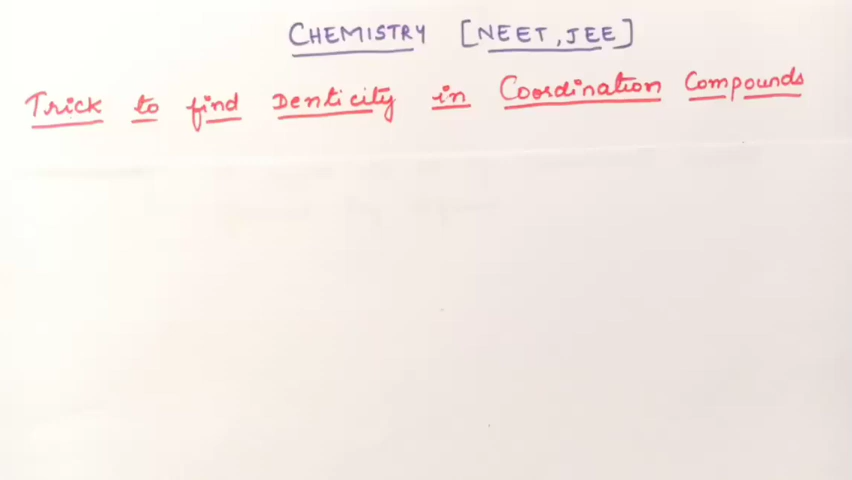 CHEMISTRY [NEET, JEE]
Trick to find Denticity in Coordination Compounds